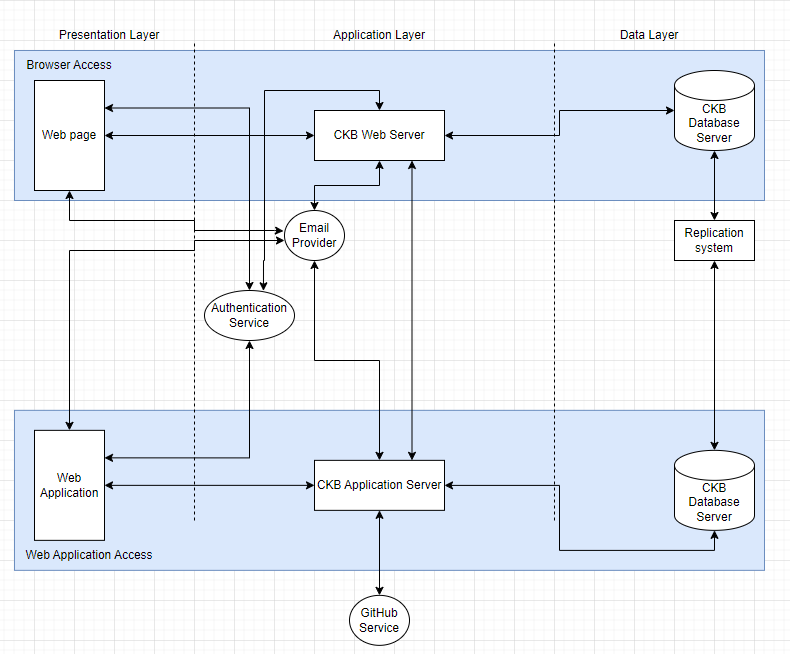 Presentation Layer
Application Layer
Data Layer
Browser Access
Web page
CKB Web Server
CKB
Database
Server
Email
Provider
Replication
system
Authentication
Service
Web
Application
CKB Application Server
CKB
Database
Server
Web Application Access
GitHub
Service